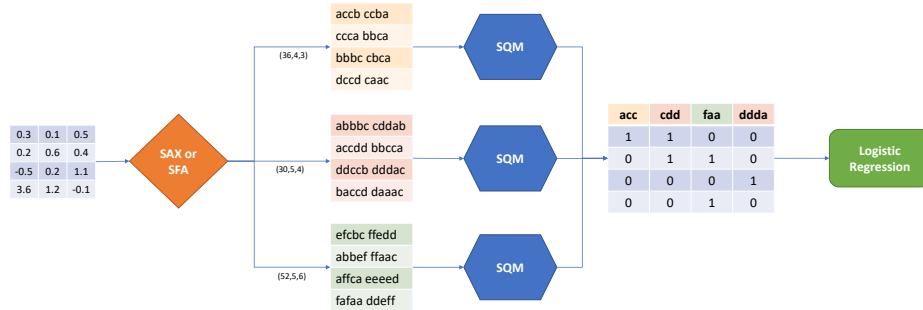 0.3 0.1 0.5
0.2 0.6 0.4
-0.5 0.2 1.1
3.6 1.2 -0.1
SAX or
SFA
(36,4,3)
(30,5,4)
(52,5,6)
accb ccba
ccca bbca
bbbc cbca
dccd caac
abbbc cddab
accdd bbcca
ddccb dddac
baccd daaac
efcbc ffedd
abbef ffaac
affca eeeed
fafaa ddeff
SQM
SQM
SQM
acc cdd faa ddda
1 1 0 0
0 1 1 0
0 0 0 1
0 0 1 0
Logistic
Regression